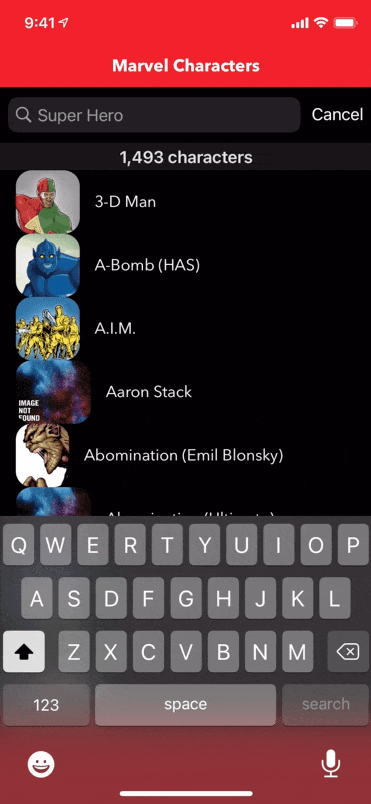 9:41
Marvel Characters
Super Hero Cancel
1,493 characters
3-D Man
A-Bomb (HAS)
A.I.M.
IMAGE
NOT
FOUND
Aaron Stack
Abomination (Emil Blonsky)
Q W E R T Y U I O P
A S D F G H J K L
Z X C V B N M
123 space search